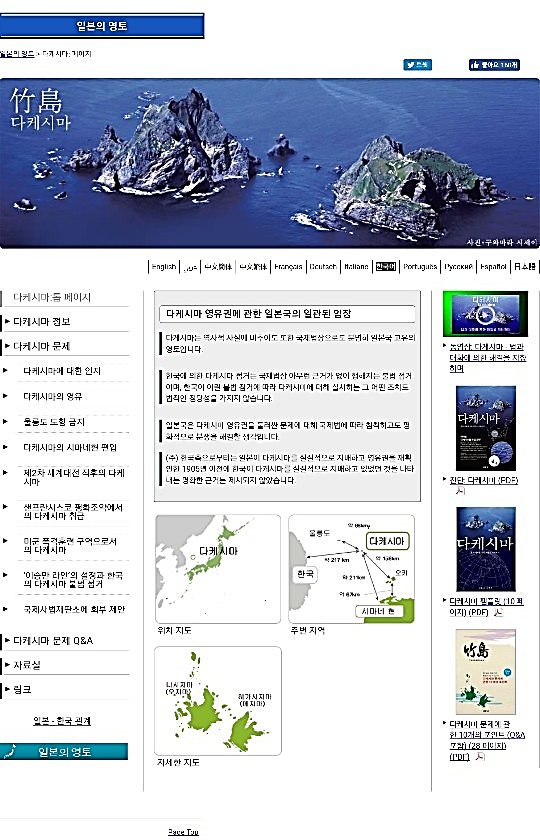 일본의 영토
일본의 영토 > 다케시마 페이지
트윗
좋아요 160개
竹島
다케시마
사진·구와바라 시세이
English
中文简体
中文繁体
Français
Deutsch
Italiano
한국어
Português
Русский
Español
日本語
다케시마:톱 페이지
다케시마 정보
다케시마 문제
다케시마에 대한 인지
다케시마의 영유
울릉도 도항 금지
다케시마의 시마네현 편입
제2차 세계대전 직후의 다케
시마
샌프란시스코 평화조약에서
의 다케시마 취급
미군 폭격훈련 구역으로서
의 다케시마
'이승만 라인'의 설정과 한국
의 다케시마 불법 점거
국제사법재판소에 회부 제안
다케시마 문제 Q&A
자료실
링크
일본 - 한국 관계
일본의 영토
다케시마 영유권에 관한 일본국의 일관된 입장
다케시마는 역사적 사실에 비추어도 또한 국제법상으로도 분명히 일본국 고유의
영토입니다.
한국에 의한 다케시마 점거는 국제법상 아무런 근거가 없이 행해지는 불법 점거
이며, 한국이 이런 불법 점거에 따라 다케시마에 대해 실시하는 그 어떤 조치도
법적인 정당성을 가지지 않습니다.
일본국은 다케시마 영유권을 둘러싼 문제에 대해 국제법에 따라 침착하고도 평
화적으로 분쟁을 해결할 생각입니다.
(주) 한국측으로부터는 일본이 다케시마를 실질적으로 지배하고 영유권을 재확
인한 1905년 이전에 한국이 다케시마를 실질적으로 지배하고 있었던 것을 나타
내는 명확한 근거는 제시되지 않았습니다.
다케시마
위치 지도
울릉도
약 88km
다케시마
한국
약 217km
약 158km
오키
약 211km
약 67km
시마네 현
주변 지역
니시지마
(오지마)
히가시지마
(메지마)
자세한 지도
다케시마
동영상: 다케시마 - 법과
대화에 의한 해결을 지향
하며
다케시마
전단: 다케시마 (PDF)
다케시마
다케시마 팸플릿 (10 페
이지) (PDF)
竹島
다케시마 문제에 관
한 10개의 포인트 (Q&A
포함) (28 페이지)
(PDF)
Page Top